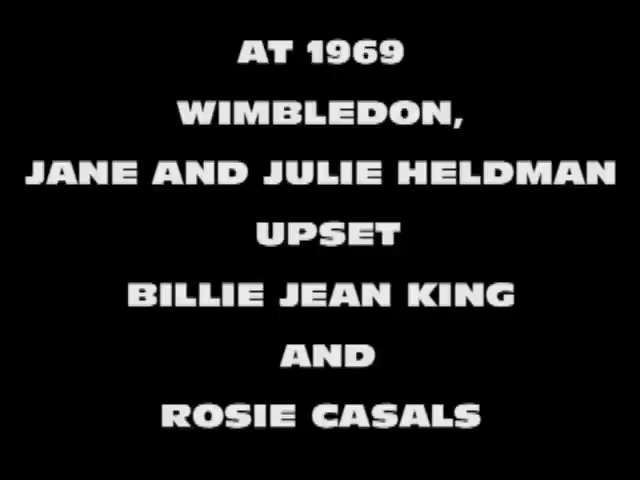 AT 1969
WIMBLEDON,
JANE AND JULIE HELDMAN
UPSET
BILLIE JEAN KING
AND
ROSIE CASALS